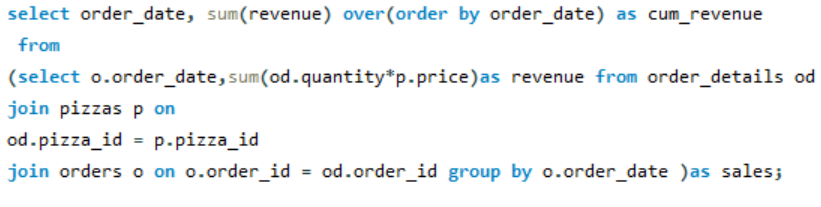 select order_date, sum(revenue) over(order by order_date) as cum_revenue
from
(select o.order_date,sum(od.quantity*p.price)as revenue from order_details od
join pizzas p on
od.pizza_id = p.pizza_id
join orders o on o.order_id = od.order_id group by o.order_date )as sales;